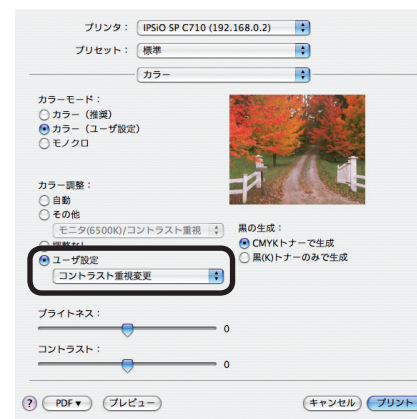 プリンタ： IPSiO SP C710 (192.168.0.2)
プリセット： 標準
カラー
カラーモード：
カラー（推奨）
カラー（ユーザ設定）
モノクロ
カラー調整：
自動
その他
モニタ(6500K)/コントラスト重視
調整なし
ユーザ設定
コントラスト重視変更
黒の生成：
CMYKトナーで生成
黒(K)トナーのみで生成
ブライトネス：
0
コントラスト：
0
? PDF▼ プレビュー キャンセル プリント